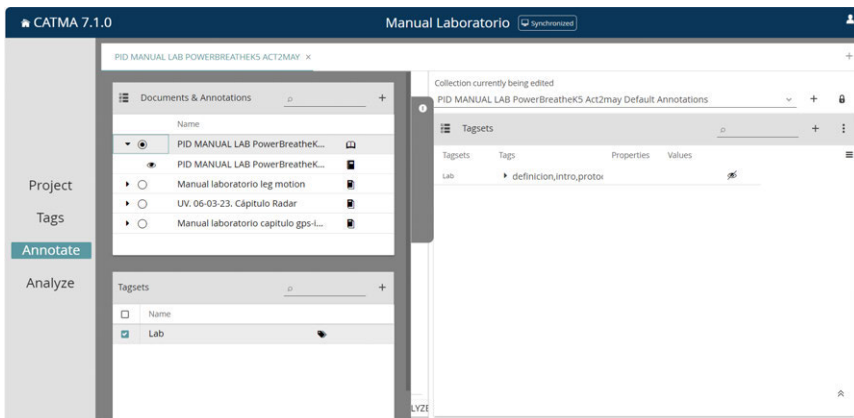 CATMA 7.1.0
Manual Laboratorio
Synchronized
PID MANUAL LAB POWERBREATHEK5 ACT2MAY ×
Documents & Annotations
Name
PID MANUAL LAB PowerBreatheK...
PID MANUAL LAB PowerBreatheK...
Manual laboratorio leg motion
UV. 06-03-23. Cápitulo Radar
Manual laboratorio capitulo gps-i...
Project
Tags
Annotate
Analyze
Tagsets
Name
Lab
LYZE
Collection currently being edited
PID MANUAL LAB PowerBreatheK5 Act2may Default Annotations
Tagsets
Tagsets Tags Properties Values
Lab definicion,intro,protoc